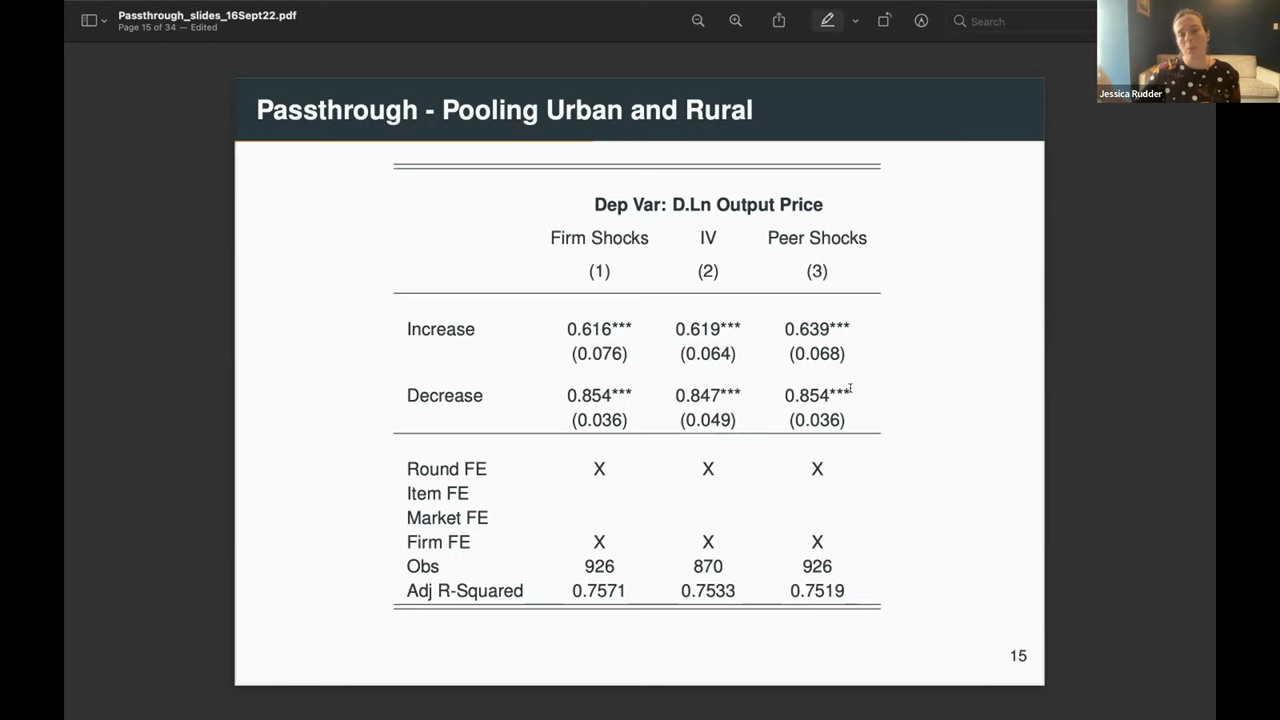 Passthrough_slides_16Sept22.pdf
Page 15 of 34 — Edited
Search
Jessica Rudder
Passthrough - Pooling Urban and Rural
Dep Var: D.Ln Output Price
Firm Shocks IV Peer Shocks
(1) (2) (3)
Increase 0.616*** 0.619*** 0.639***
(0.076) (0.064) (0.068)
Decrease 0.854*** 0.847*** 0.854***
(0.036) (0.049) (0.036)
Round FE X X X
Item FE
Market FE
Firm FE X X X
Obs 926 870 926
Adj R-Squared 0.7571 0.7533 0.7519
15